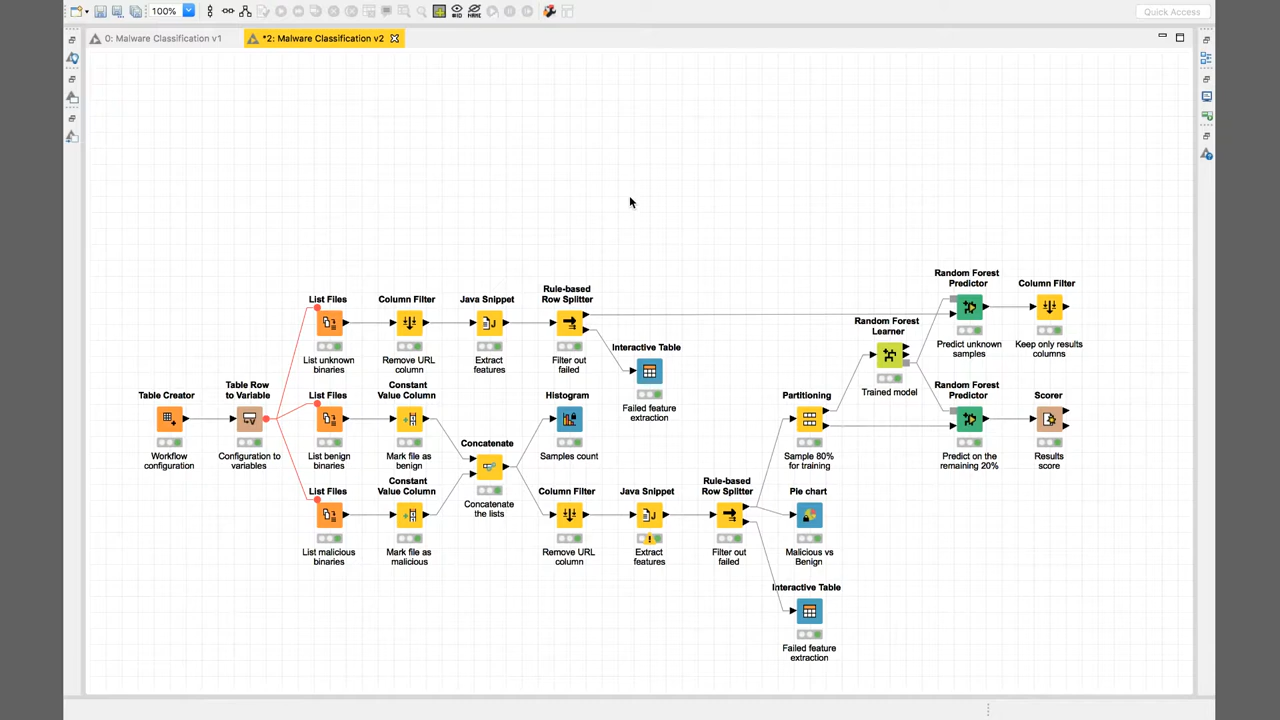 100%
Quick Access
0: Malware Classification v1
*2: Malware Classification v2
Random Forest
Predictor
Column Filter
Predict unknown
samples
Keep only results
columns
List Files
Column Filter
Java Snippet
Rule-based
Row Splitter
List unknown
binaries
Remove URL
column
Extract
features
Filter out
failed
Random Forest
Learner
Trained model
Interactive Table
Failed feature
extraction
Table Creator
Table Row
to Variable
List Files
Constant
Value Column
Histogram
Partitioning
Random Forest
Predictor
Scorer
Workflow
configuration
Configuration to
variables
List benign
binaries
Mark file as
benign
Samples count
Sample 80%
for training
Predict on the
remaining 20%
Results
score
Concatenate
Concatenate
the lists
List Files
Constant
Value Column
Column Filter
Java Snippet
Rule-based
Row Splitter
Pie chart
List malicious
binaries
Mark file as
malicious
Remove URL
column
Extract
features
Filter out
failed
Malicious vs
Benign
Interactive Table
Failed feature
extraction